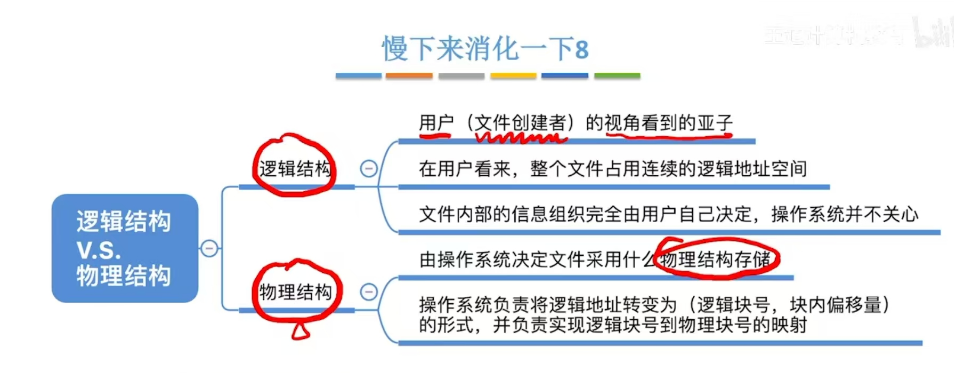 慢下来消化一下8
逻辑结构
V.S.
物理结构
逻辑结构
用户（文件创建者）的视角看到的亚子
在用户看来，整个文件占用连续的逻辑地址空间
文件内部的信息组织完全由用户自己决定，操作系统并不关心
物理结构
由操作系统决定文件采用什么物理结构存储
操作系统负责将逻辑地址转变为（逻辑块号，块内偏移量）
的形式，并负责实现逻辑块号到物理块号的映射